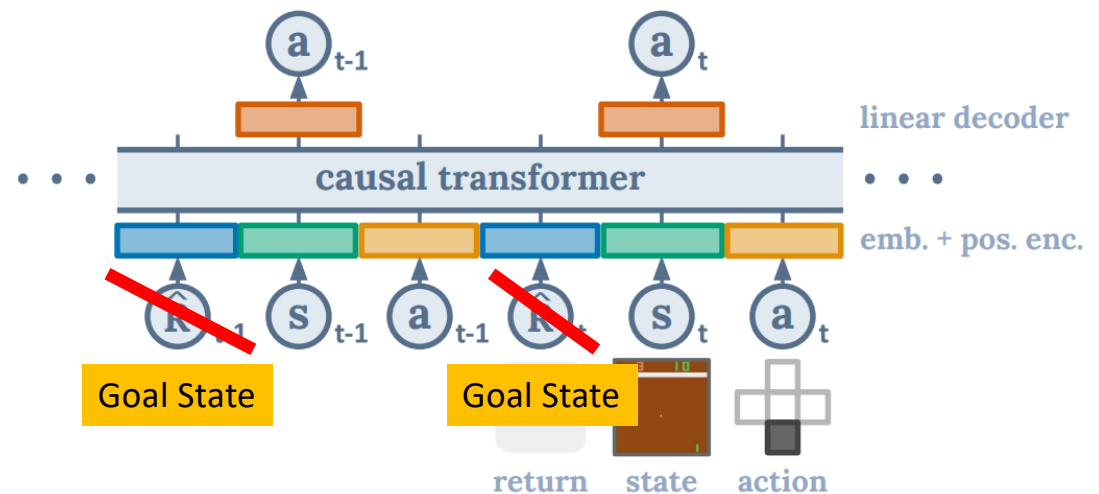 a t-1
a t
linear decoder
causal transformer
emb. + pos. enc.
s t-1
a t-1
s t
a t
Goal State
Goal State
return
state
action